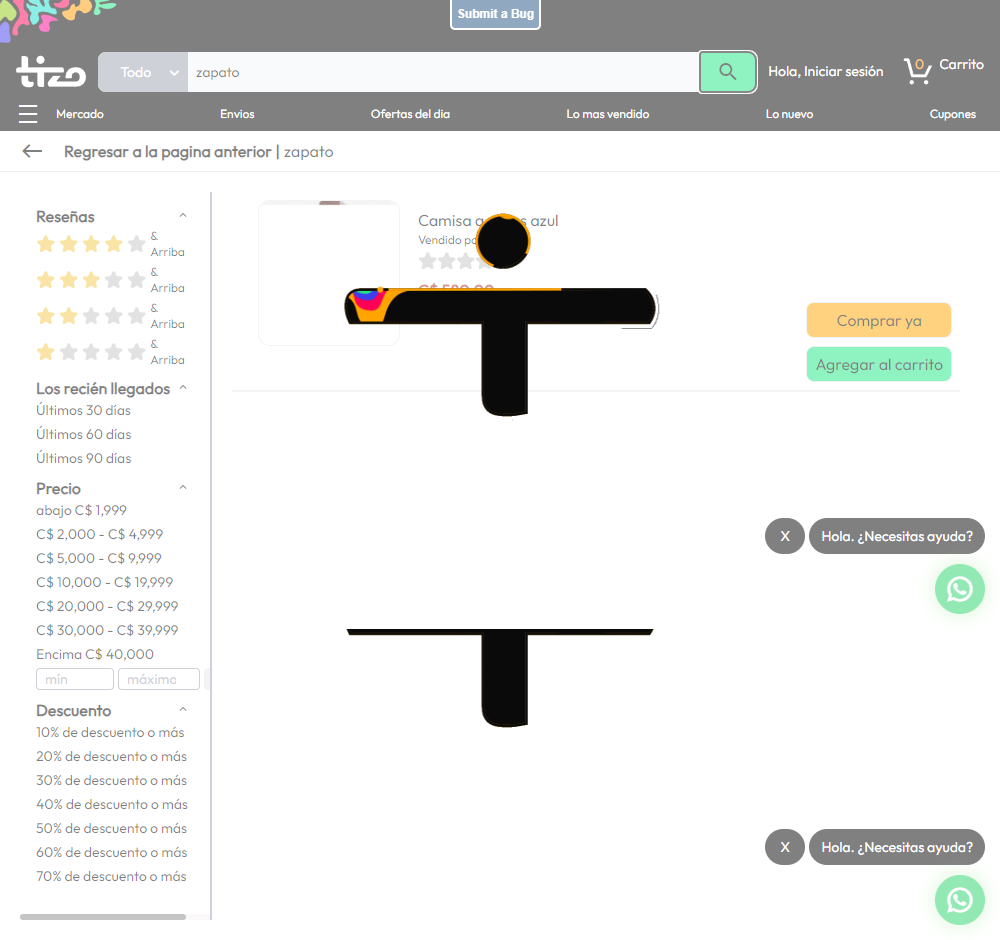 Submit a Bug
tizo
Todo
zapato
Hola, Iniciar sesión
0
Carrito
Mercado
Envios
Ofertas del dia
Lo mas vendido
Lo nuevo
Cupones
Regresar a la pagina anterior | zapato
Reseñas
& Arriba
& Arriba
& Arriba
& Arriba
Los recién llegados
Últimos 30 días
Últimos 60 días
Últimos 90 días
Precio
abajo C$ 1,999
C$ 2,000 - C$ 4,999
C$ 5,000 - C$ 9,999
C$ 10,000 - C$ 19,999
C$ 20,000 - C$ 29,999
C$ 30,000 - C$ 39,999
Encima C$ 40,000
mín
máximo
Descuento
10% de descuento o más
20% de descuento o más
30% de descuento o más
40% de descuento o más
50% de descuento o más
60% de descuento o más
70% de descuento o más
Camisa azul
Vendido
C$ 580.00
Comprar ya
Agregar al carrito
X
Hola. ¿Necesitas ayuda?
X
Hola. ¿Necesitas ayuda?